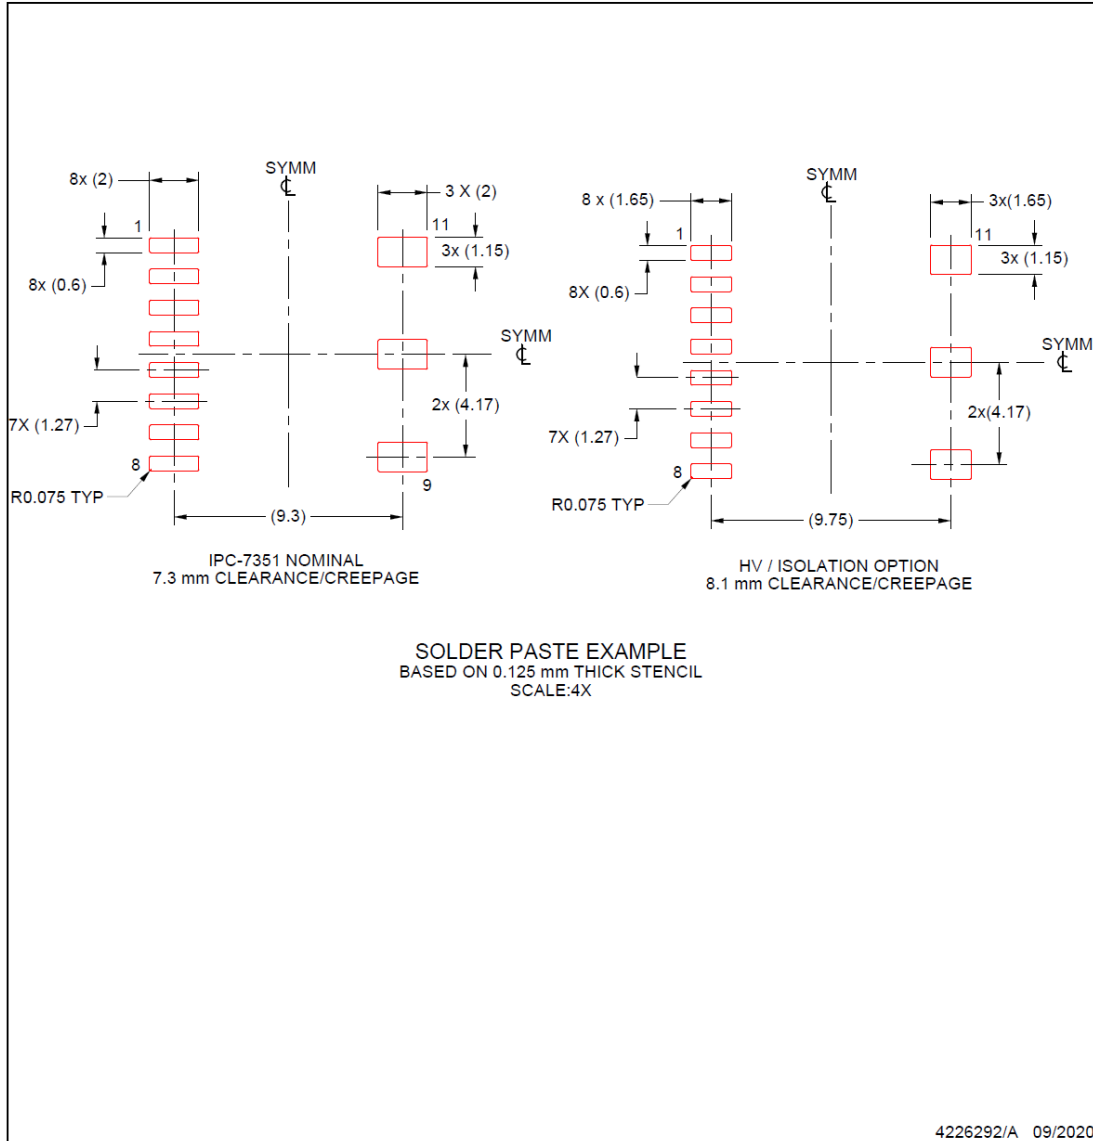 SYMM
8x (2)
3 X (2)
1
11
3x (1.15)
8x (0.6)
SYMM
2x (4.17)
7X (1.27)
8
9
R0.075 TYP
(9.3)
IPC-7351 NOMINAL
7.3 mm CLEARANCE/CREEPAGE
SYMM
8 x (1.65)
3x(1.65)
1
11
3x (1.15)
8X (0.6)
SYMM
2x(4.17)
7X (1.27)
8
R0.075 TYP
(9.75)
HV / ISOLATION OPTION
8.1 mm CLEARANCE/CREEPAGE
SOLDER PASTE EXAMPLE
BASED ON 0.125 mm THICK STENCIL
SCALE:4X
4226292/A 09/2020